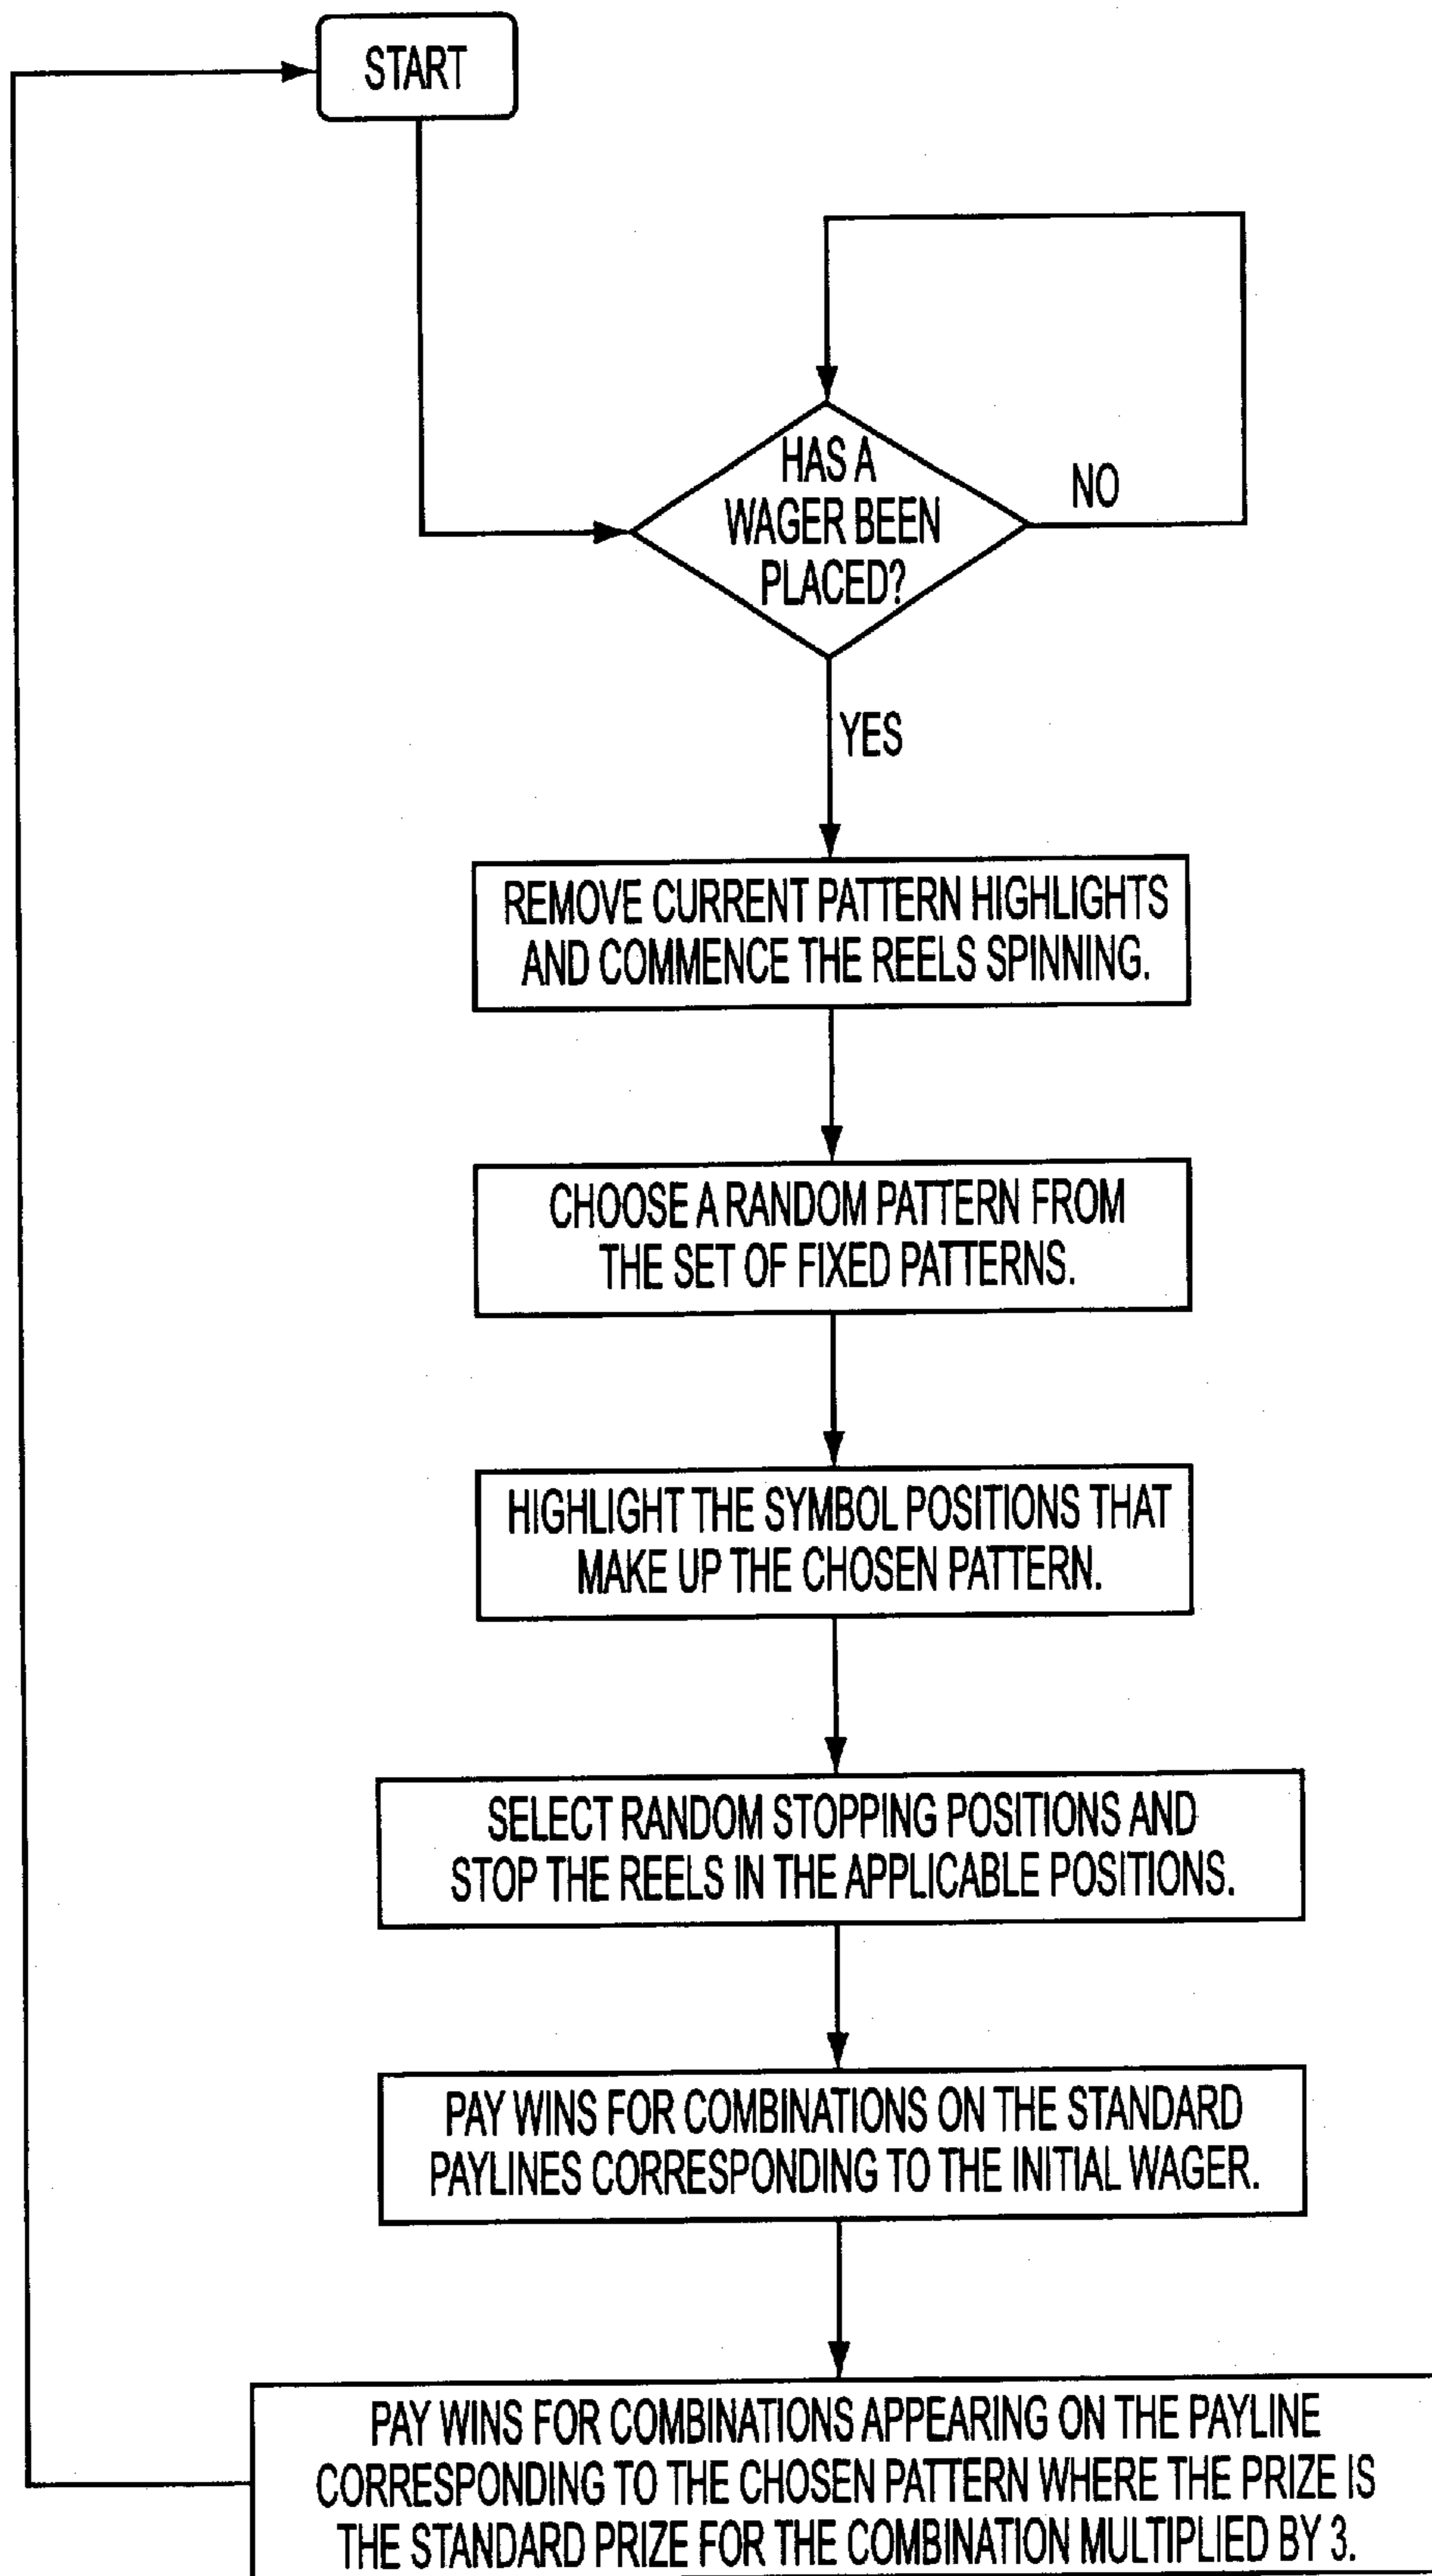 START
HAS A
WAGER BEEN
PLACED?
NO
YES
REMOVE CURRENT PATTERN HIGHLIGHTS
AND COMMENCE THE REELS SPINNING.
CHOOSE A RANDOM PATTERN FROM
THE SET OF FIXED PATTERNS.
HIGHLIGHT THE SYMBOL POSITIONS THAT
MAKE UP THE CHOSEN PATTERN.
SELECT RANDOM STOPPING POSITIONS AND
STOP THE REELS IN THE APPLICABLE POSITIONS.
PAY WINS FOR COMBINATIONS ON THE STANDARD
PAYLINES CORRESPONDING TO THE INITIAL WAGER.
PAY WINS FOR COMBINATIONS APPEARING ON THE PAYLINE
CORRESPONDING TO THE CHOSEN PATTERN WHERE THE PRIZE IS
THE STANDARD PRIZE FOR THE COMBINATION MULTIPLIED BY 3.